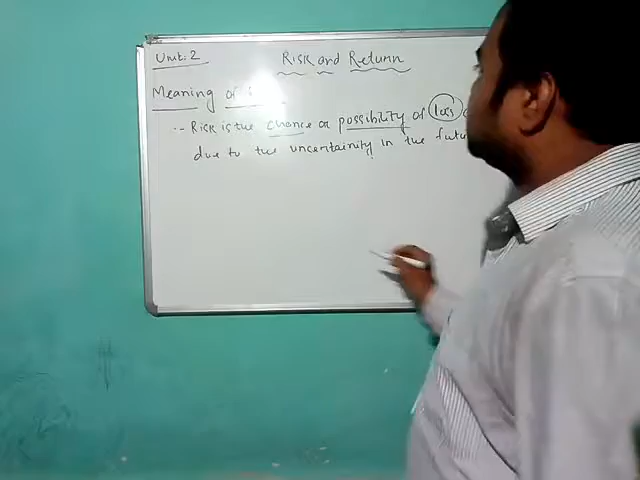 Unit: 2
Risk and Return
Meaning of
:- Risk is the chance or possibility of loss
due to the uncertainity in the futu